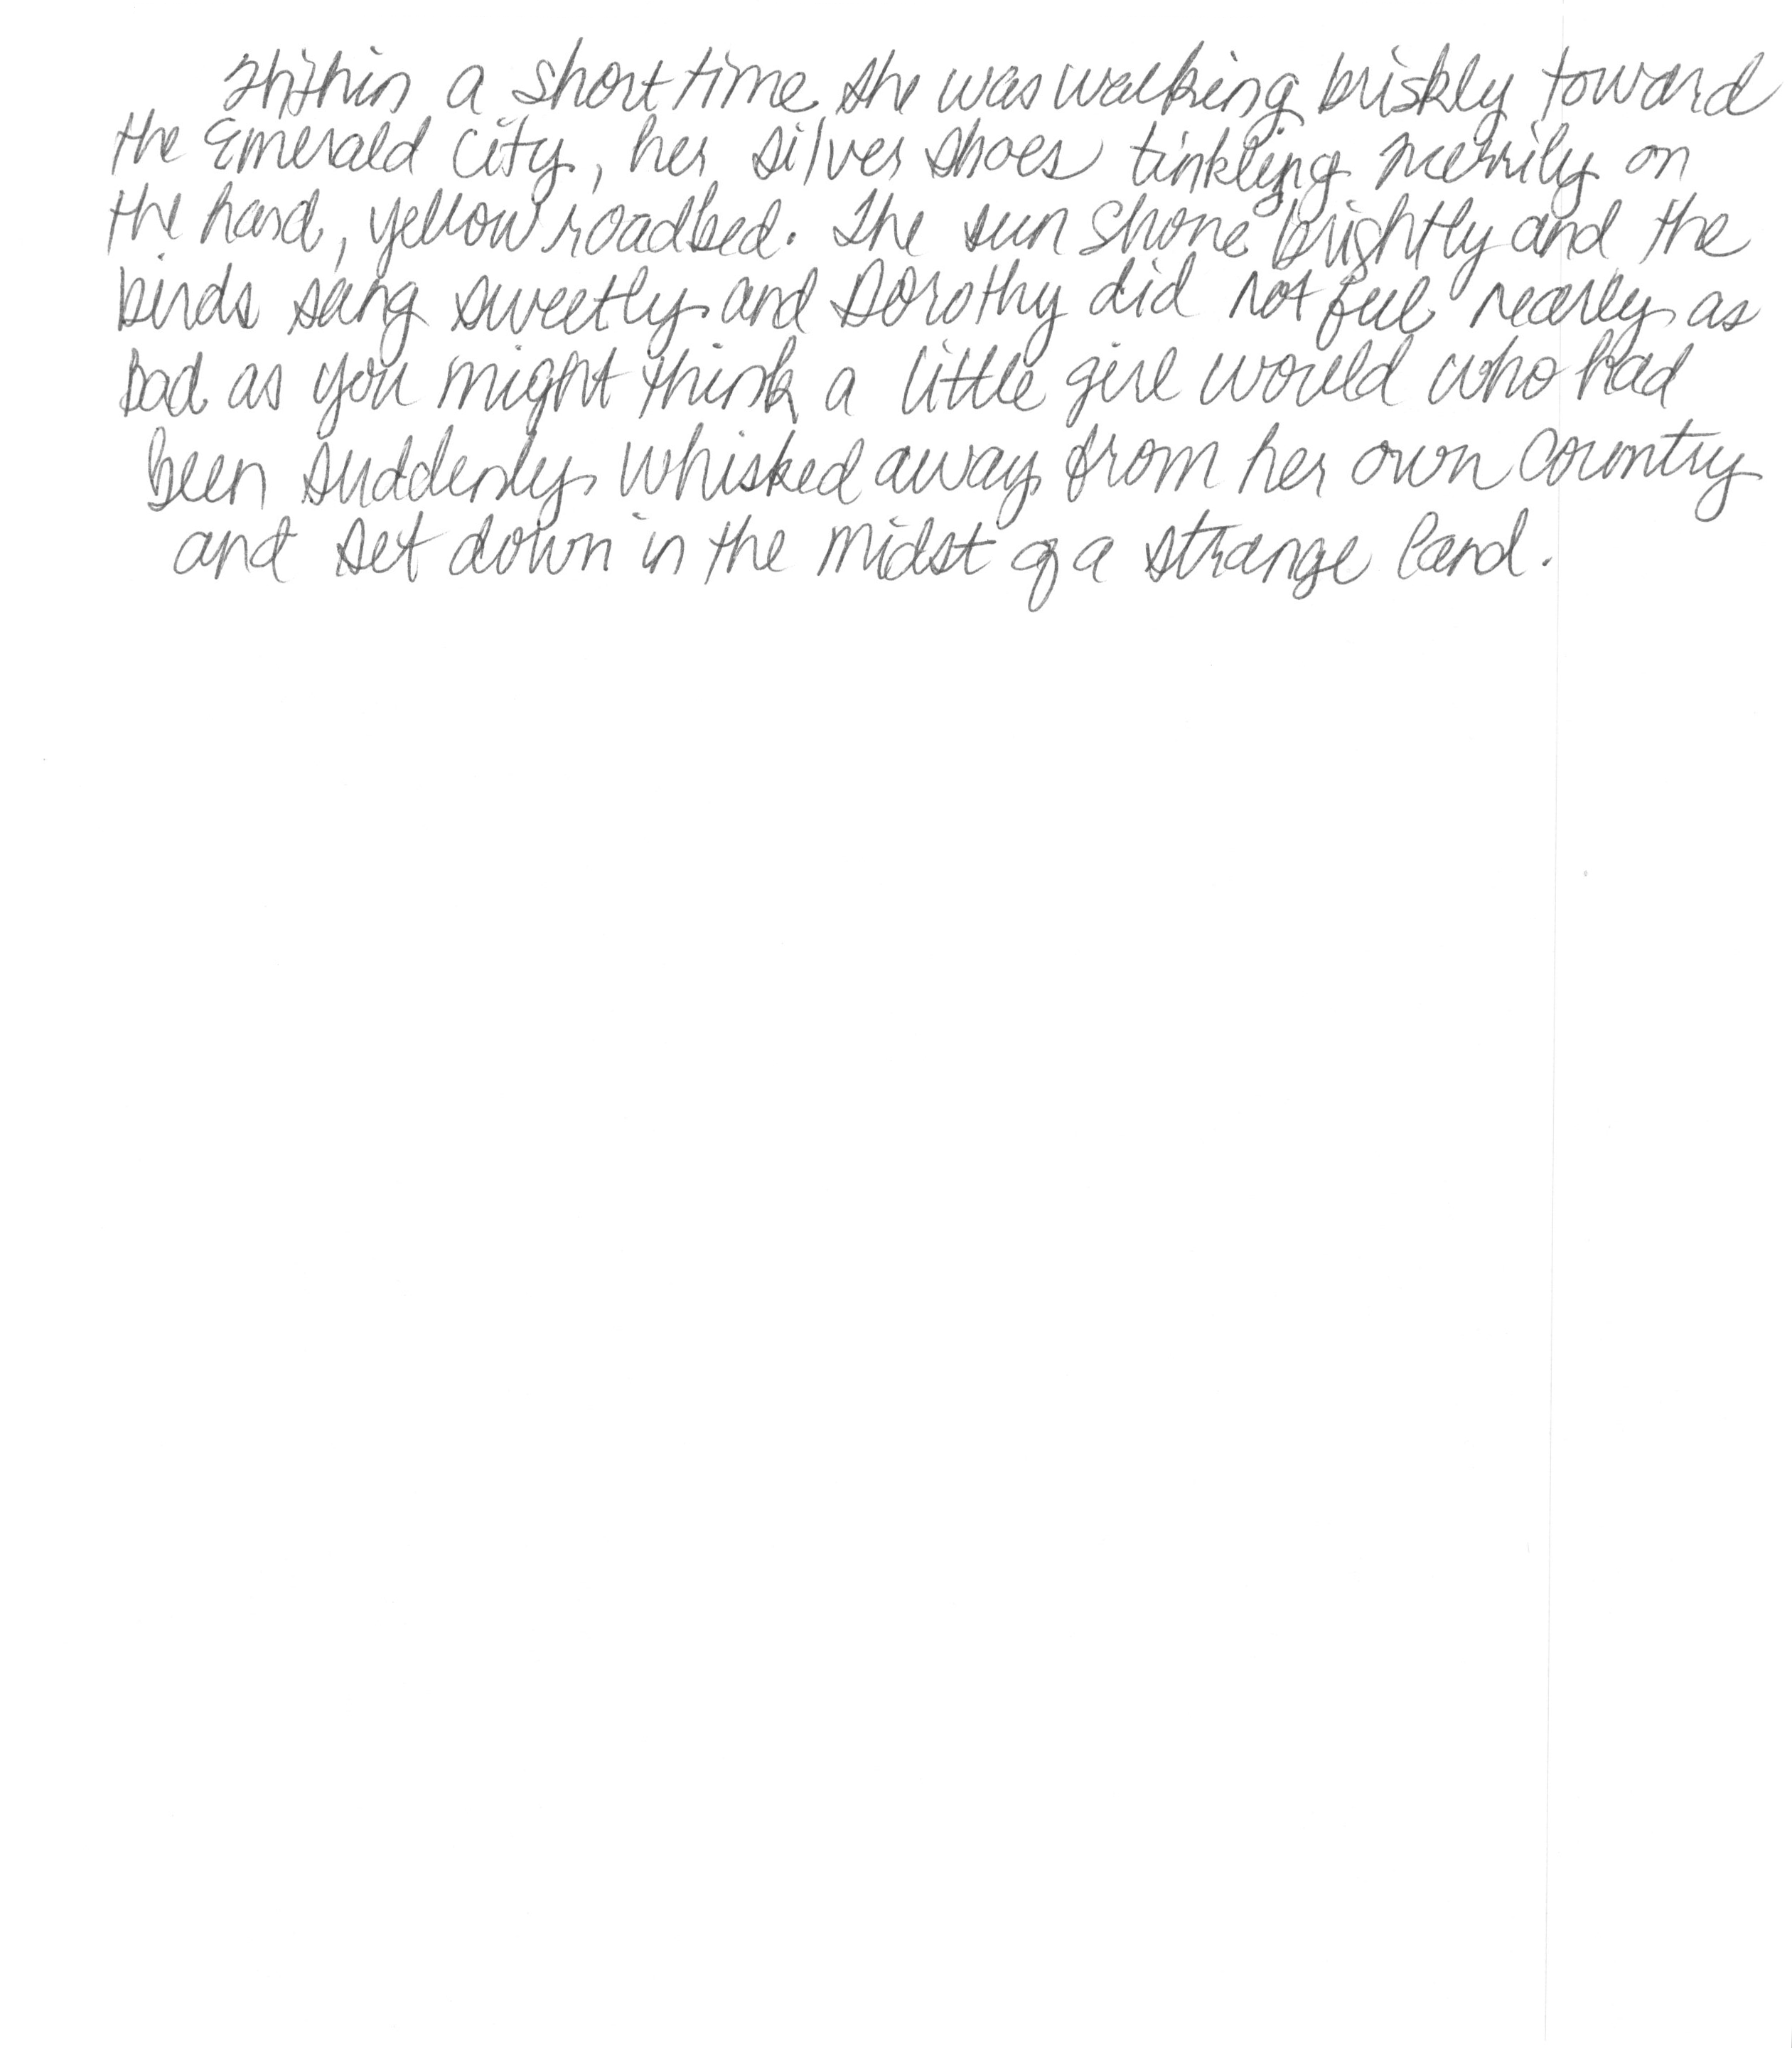 Within a short time she was walking briskly toward
the Emerald City, her silver shoes tinkling merrily on
the hard, yellow roadbed. The sun shone brightly and the
birds sang sweetly and Dorothy did not feel nearly as
bad as you might think a little girl would who had
been suddenly whisked away from her own country
and set down in the midst of a strange land.